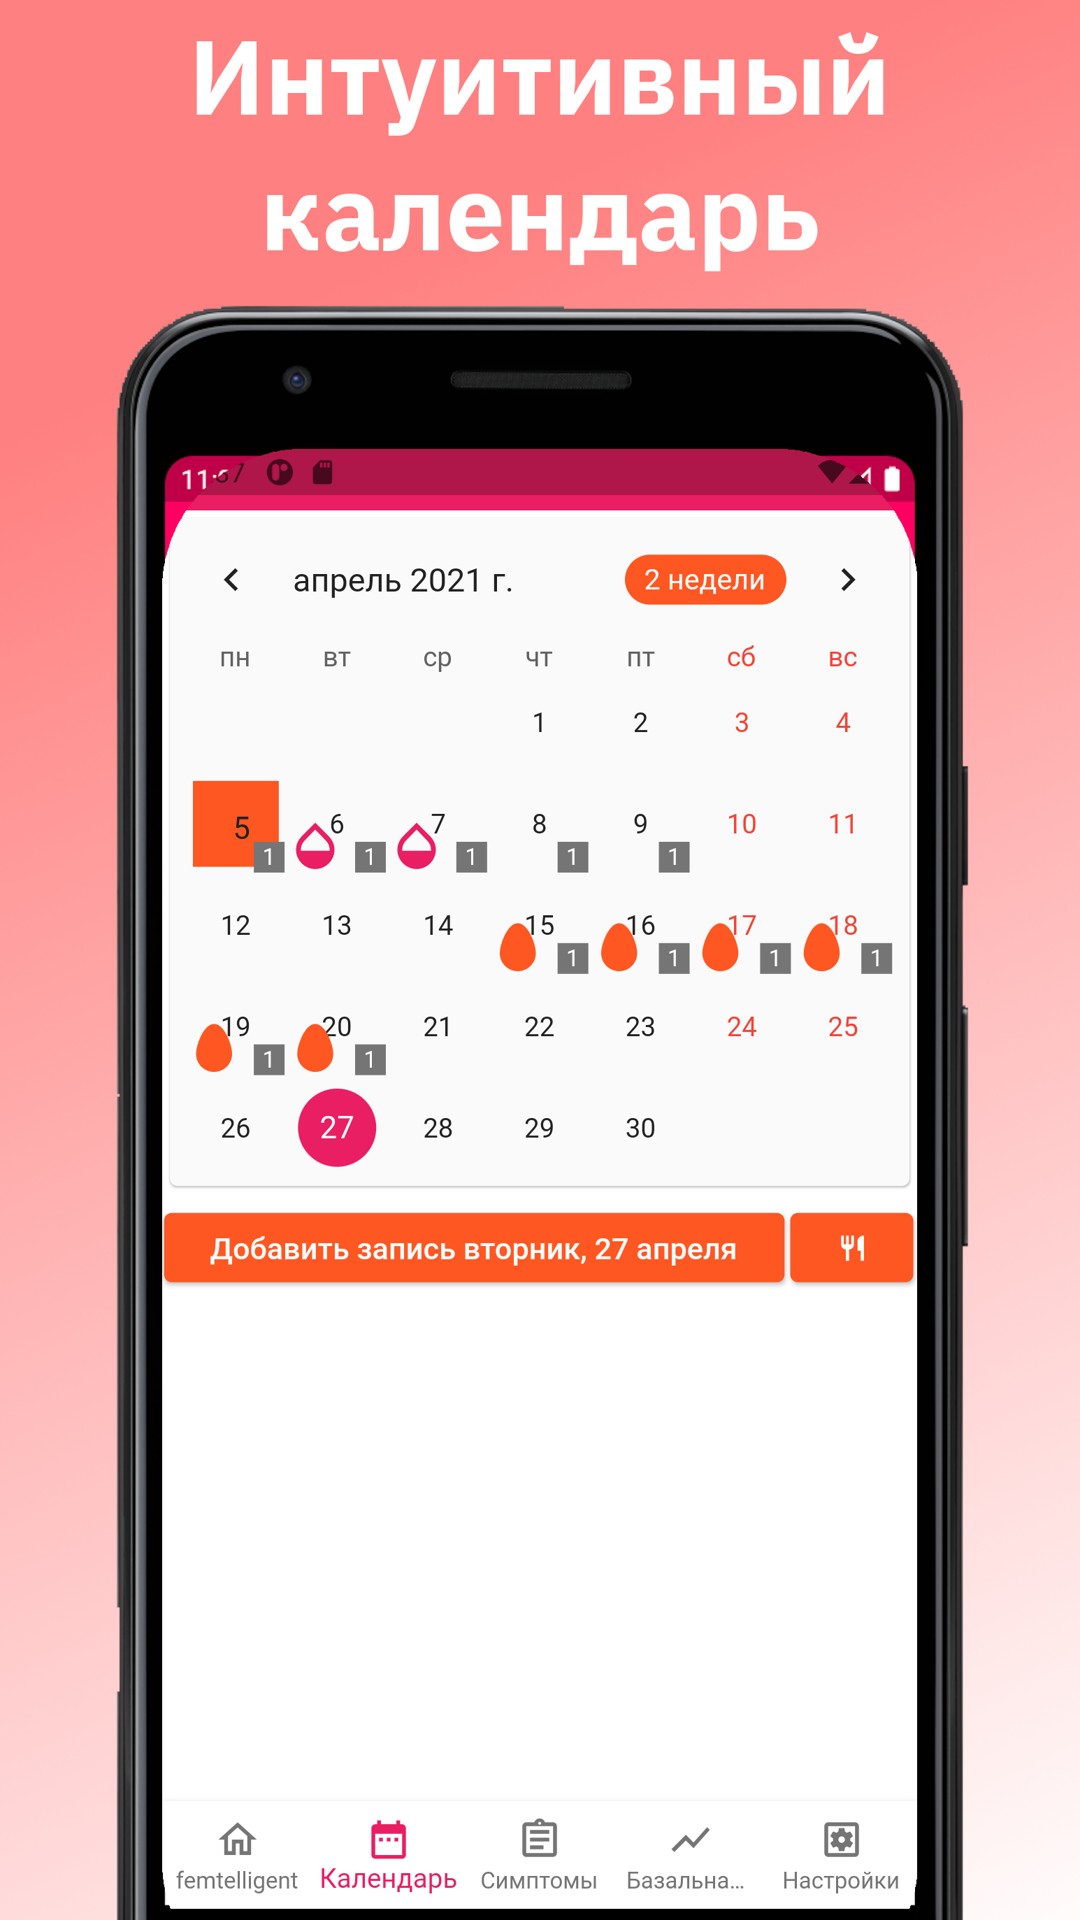 Интуитивный
календарь
апрель 2021 г.
2 недели
пн вт ср чт пт сб вс
1 2 3 4
5 6 7 8 9 10 11
1 1 1 1 1
12 13 14 15 16 17 18
1 1 1 1
19 20 21 22 23 24 25
1 1
26 27 28 29 30
Добавить запись вторник, 27 апреля
femtelligent Календарь Симптомы Базальна... Настройки